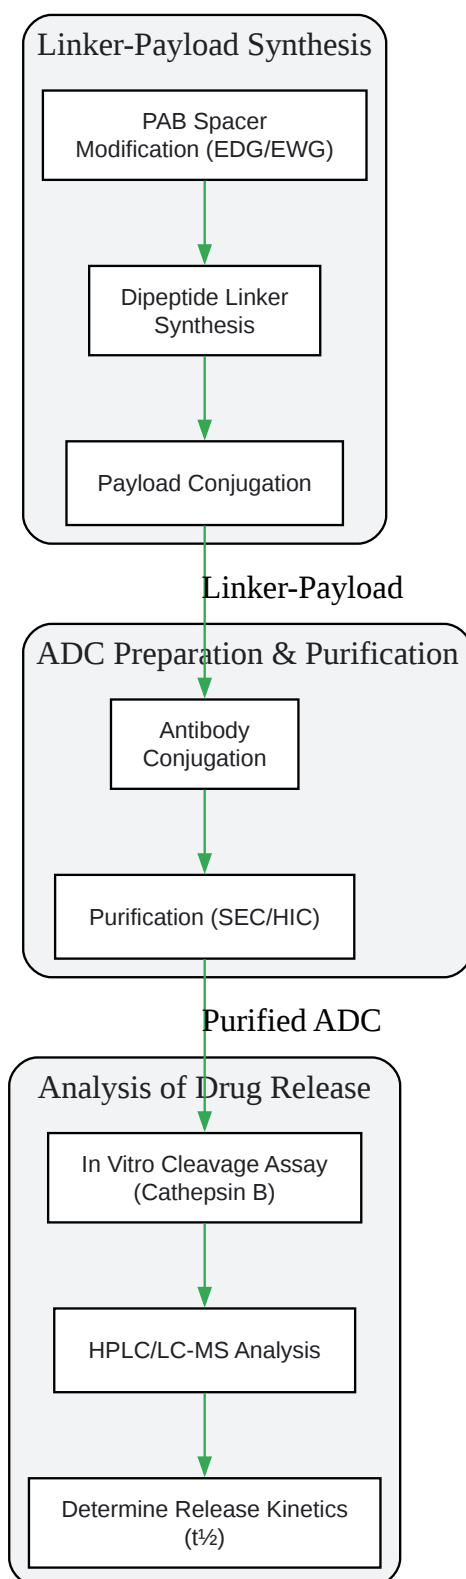 Linker-Payload Synthesis
PAB Spacer
Modification (EDG/EWG)
Dipeptide Linker
Synthesis
Payload Conjugation
Linker-Payload
ADC Preparation & Purification
Antibody
Conjugation
Purification (SEC/HIC)
Purified ADC
Analysis of Drug Release
In Vitro Cleavage Assay
(Cathepsin B)
HPLC/LC-MS Analysis
Determine Release Kinetics
(t½)